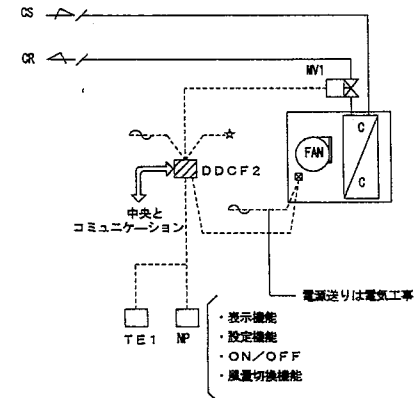 CS
CR
MV1
FAN
C
C
DDCF2
中央と
コミュニケーション
電源送りは電気工事
TE1
NP
・表示機能
・設定機能
・ON/OFF
・風量切換機能